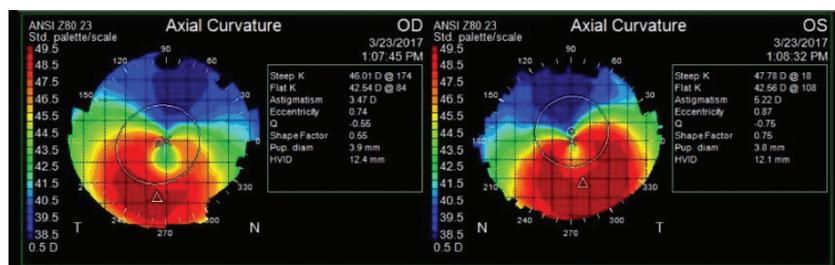 ANSI Z80 23
Std. palette/scale
Axial Curvature
OD
3/23/2017
1:07:45 PM
49.5
48.5
47.5
46.5
45.5
44.5
43.5
42.5
41.5
40.5
39.5
38.5
0.5 D
120
90
60
150
180
0
210
330
240
270
300
T
N
Steep K 46.01 D @ 174
Flat K 42.54 D @ 84
Astigmatism 3.47 D
Eccentricity 0.74
Q -0.55
Shape Factor 0.55
Pup. diam 3.9 mm
HVID 12.4 mm
ANSI Z80 23
Std. palette/scale
Axial Curvature
OS
3/23/2017
1:08:32 PM
49.5
48.5
47.5
46.5
45.5
44.5
43.5
42.5
41.5
40.5
39.5
38.5
0.5 D
120
90
60
150
30
180
0
210
330
240
270
300
N
T
Steep K 47.78 D @ 18
Flat K 42.56 D @ 108
Astigmatism 5.22 D
Eccentricity 0.87
Q -0.75
Shape Factor 0.75
Pup. diam 3.8 mm
HVID 12.1 mm